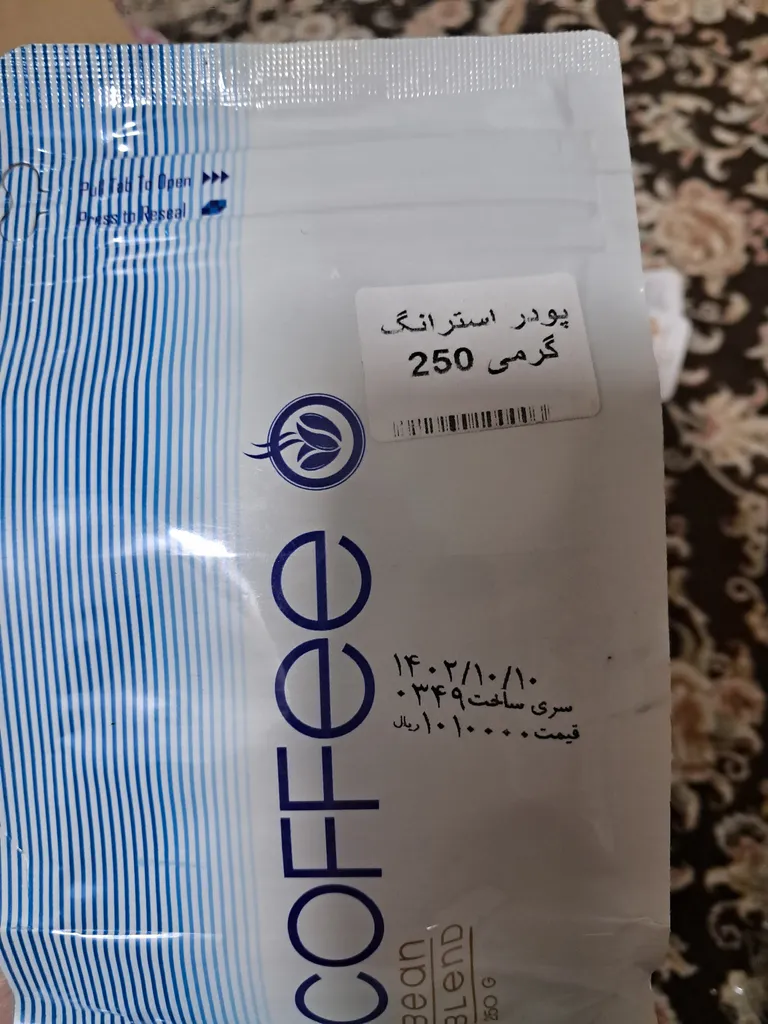 Pull Tab To Open
Press to Reseal
پودر استرانگ
250 گرمی
COFFee
۱۴۰۲/۱۰/۱۰
سری ساخت ۰۳۴۹
قیمت ۱۰۱۰۰۰۰ ریال
Bean
BLenD
250 G